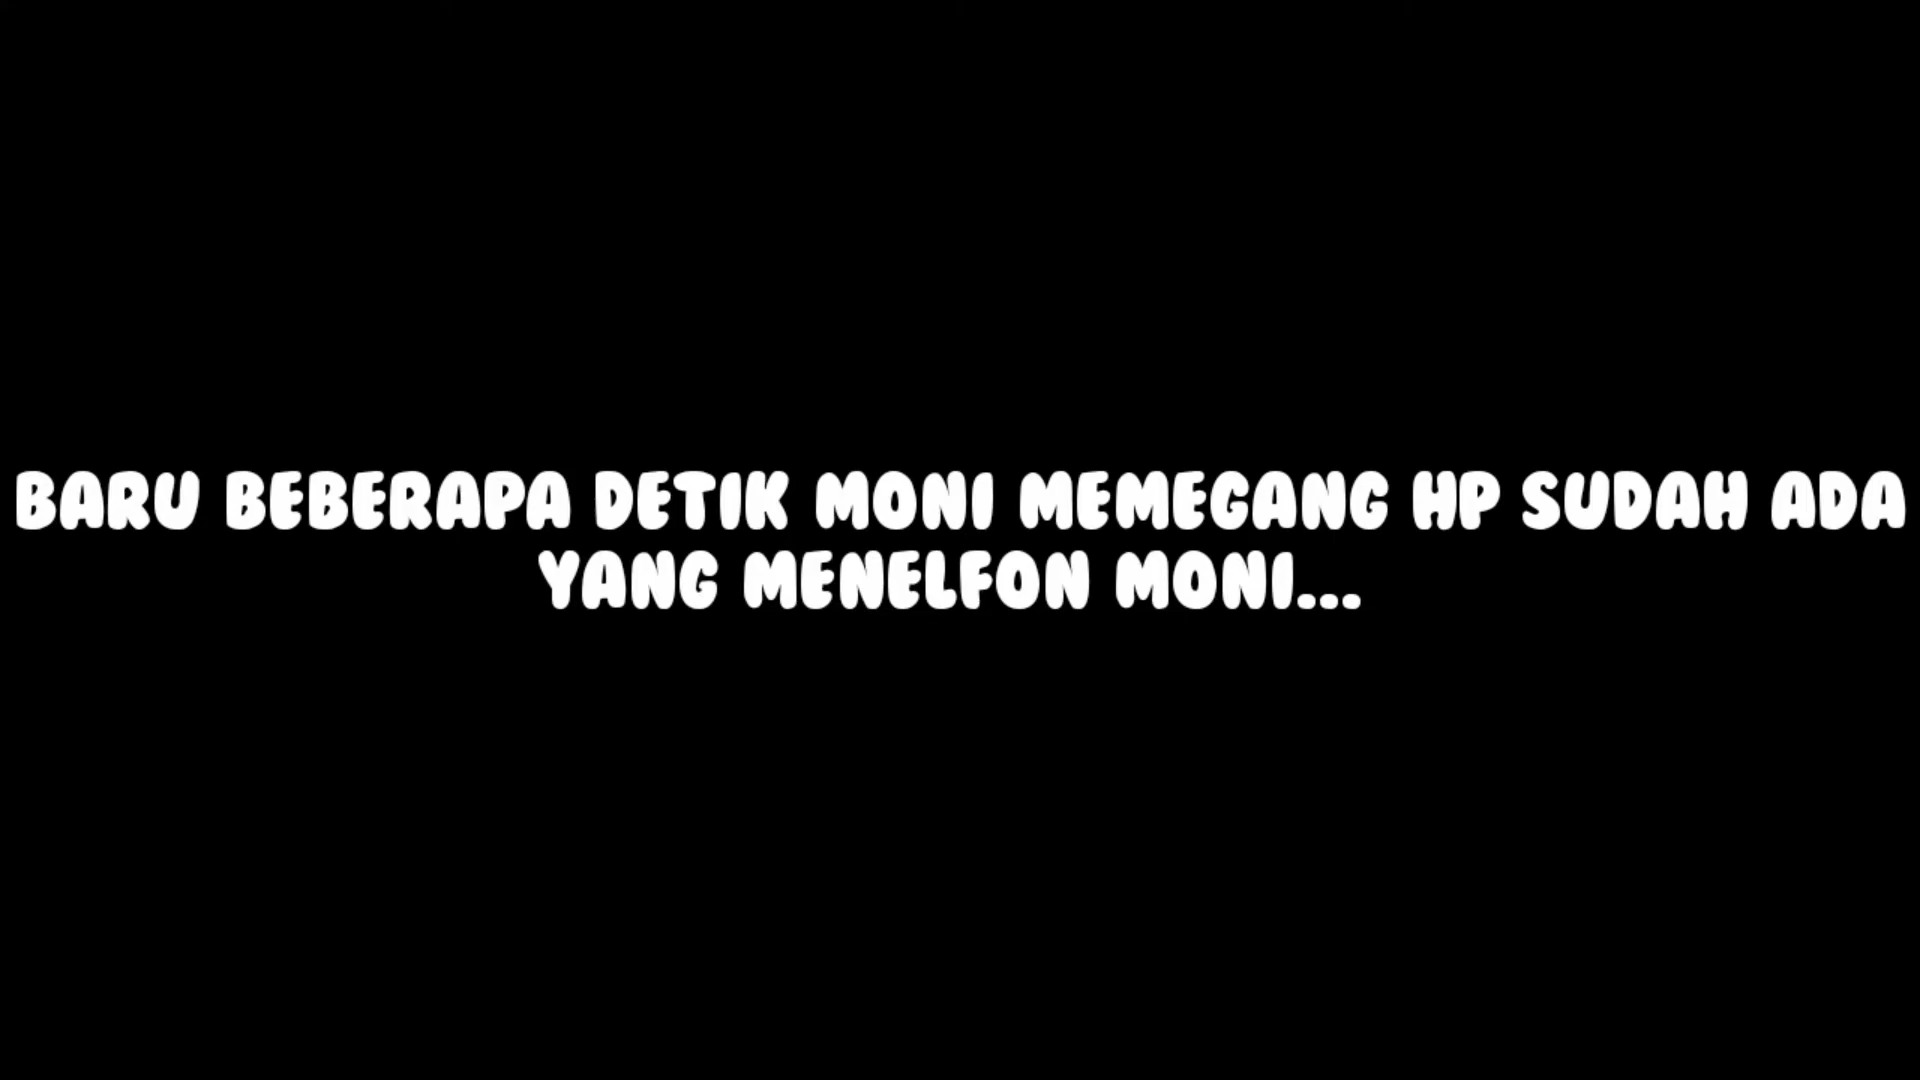 BARU BEBERAPA DETIK MONI MEMEGANG HP SUDAH ADA
YANG MENELFON MONI...